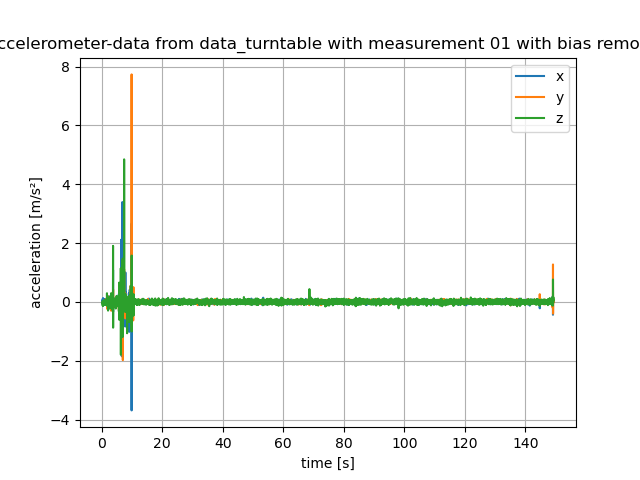 ccelerometer-data from data_turntable with measurement 01 with bias remo
8
6
4
2
0
−2
−4
acceleration [m/s²]
x
y
z
0 20 40 60 80 100 120 140
time [s]